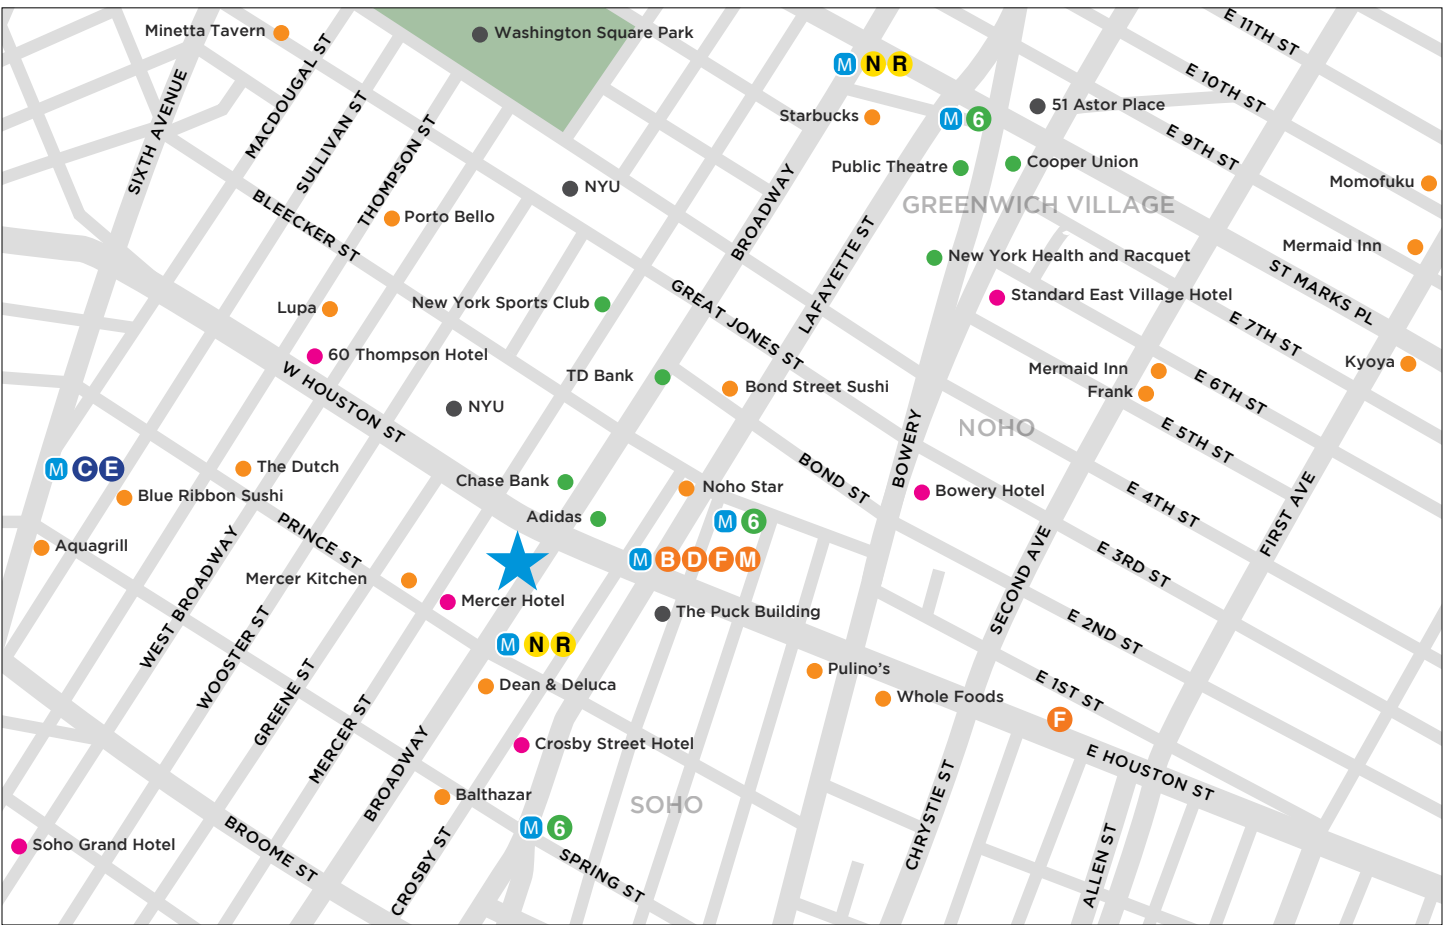 E 11TH ST
Minetta Tavern
Washington Square Park
MACDOUGAL ST
M N R
E 10TH ST
SIXTH AVENUE
SULLIVAN ST
THOMPSON ST
Starbucks
M 6
51 Astor Place
E 9TH ST
Public Theatre
Cooper Union
Momofuku
NYU
BROADWAY
GREENWICH VILLAGE
BLEECKER ST
Porto Bello
LAFAYETTE ST
Mermaid Inn
New York Health and Racquet
ST MARKS PL
Lupa
New York Sports Club
GREAT JONES ST
Standard East Village Hotel
E 7TH ST
60 Thompson Hotel
Kyoya
TD Bank
Bond Street Sushi
Mermaid Inn
Frank
E 6TH ST
W HOUSTON ST
NYU
NOHO
E 5TH ST
BOWERY
M C E
The Dutch
Blue Ribbon Sushi
Chase Bank
Noho Star
BOND ST
Bowery Hotel
E 4TH ST
FIRST AVE
Adidas
M 6
PRINCE ST
Aquagrill
M B D F M
E 3RD ST
SECOND AVE
Mercer Kitchen
WEST BROADWAY
Mercer Hotel
The Puck Building
E 2ND ST
WOOSTER ST
M N R
GREENE ST
Dean & Deluca
Pulino's
Whole Foods
E 1ST ST
MERCER ST
F
Crosby Street Hotel
BROADWAY
E HOUSTON ST
Balthazar
SOHO
CHRYSTIE ST
M 6
Soho Grand Hotel
BROOME ST
CROSBY ST
SPRING ST
ALLEN ST